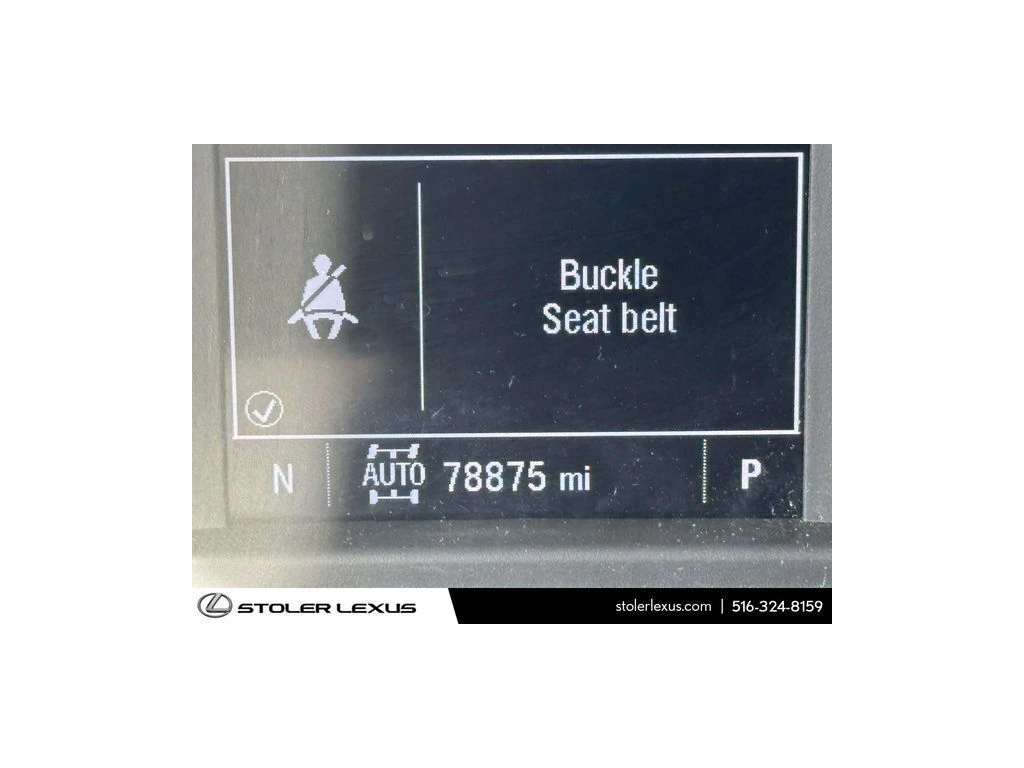 Buckle
Seat belt
N AUTO 78875 mi P
STOLER LEXUS stolerlexus.com | 516-324-8159